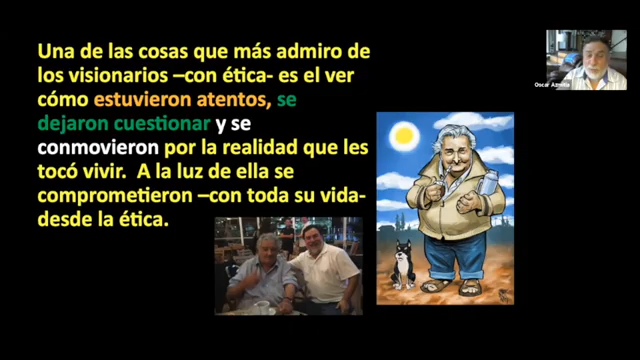 Una de las cosas que más admiro de
los visionarios –con ética- es el ver
cómo estuvieron atentos, se
dejaron cuestionar y se
conmovieron por la realidad que les
tocó vivir. A la luz de ella se
comprometieron –con toda su vida-
desde la ética.
Oscar